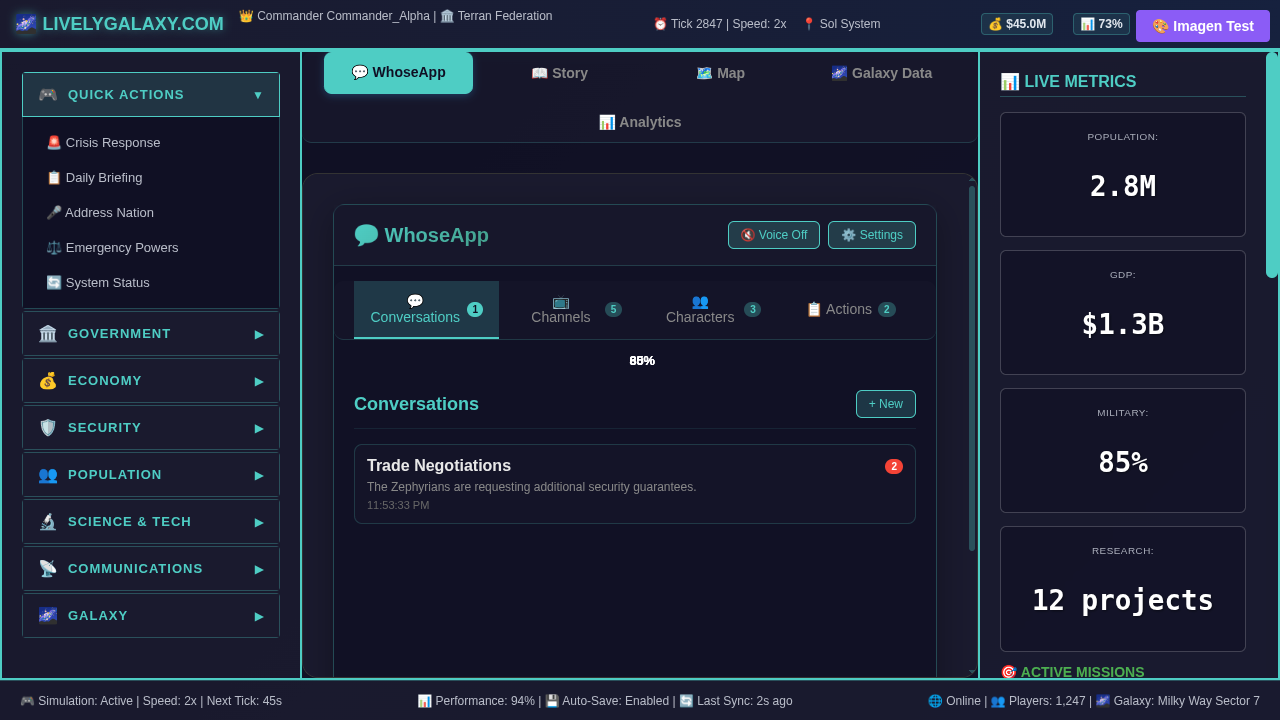 🌌 LIVELYGALAXY.COM
👑 Commander Commander_Alpha | 🏛️ Terran Federation
⏰ Tick 2847 | Speed: 2x
📍 Sol System
💰 $45.0M
📊 73%
🎨 Imagen Test
🎮 QUICK ACTIONS ▼
🚨 Crisis Response
📋 Daily Briefing
🎤 Address Nation
⚖️ Emergency Powers
🔄 System Status
🏛️ GOVERNMENT ▶
💰 ECONOMY ▶
🛡️ SECURITY ▶
👥 POPULATION ▶
🔬 SCIENCE & TECH ▶
📡 COMMUNICATIONS ▶
🌌 GALAXY ▶
💬 WhoseApp
📖 Story
🗺️ Map
🌌 Galaxy Data
📊 Analytics
💬 WhoseApp
🔇 Voice Off
⚙️ Settings
💬 Conversations 1
📺 Channels 5
👥 Characters 3
📋 Actions 2
Conversations
+ New
Trade Negotiations
2
The Zephyrians are requesting additional security guarantees.
11:53:33 PM
📊 LIVE METRICS
POPULATION:
2.8M
GDP:
$1.3B
MILITARY:
85%
RESEARCH:
12 projects
🎯 ACTIVE MISSIONS
🎮 Simulation: Active | Speed: 2x | Next Tick: 45s
📊 Performance: 94% | 💾 Auto-Save: Enabled | 🔄 Last Sync: 2s ago
🌐 Online | 👥 Players: 1,247 | 🌌 Galaxy: Milky Way Sector 7